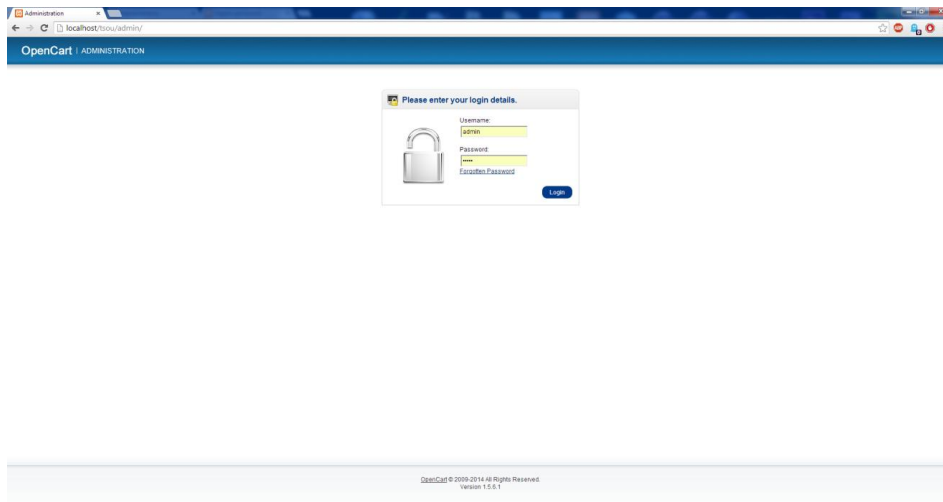 Administration
localhost/tsou/admin/
OpenCart | ADMINISTRATION
Please enter your login details.
Username:
admin
Password:
•••••
Forgotten Password
Login
OpenCart © 2009-2014 All Rights Reserved.
Version 1.5.6.1